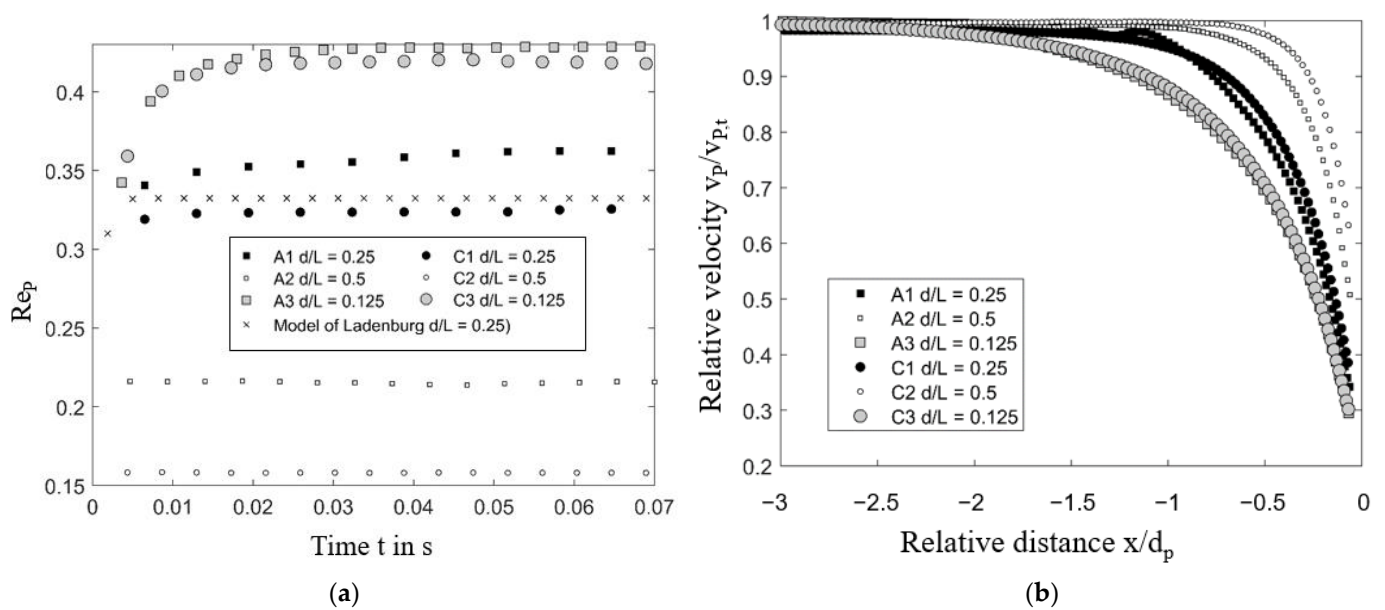 0.4
0.35
0.3
0.25
0.2
0.15
Re_p
A1 d/L = 0.25
C1 d/L = 0.25
A2 d/L = 0.5
C2 d/L = 0.5
A3 d/L = 0.125
C3 d/L = 0.125
Model of Ladenburg d/L = 0.25)
0 0.01 0.02 0.03 0.04 0.05 0.06 0.07
Time t in s
(a)
1
0.9
0.8
0.7
0.6
0.5
0.4
0.3
0.2
Relative velocity v_P/v_P,t
A1 d/L = 0.25
A2 d/L = 0.5
A3 d/L = 0.125
C1 d/L = 0.25
C2 d/L = 0.5
C3 d/L = 0.125
−3 −2.5 −2 −1.5 −1 −0.5 0
Relative distance x/d_p
(b)